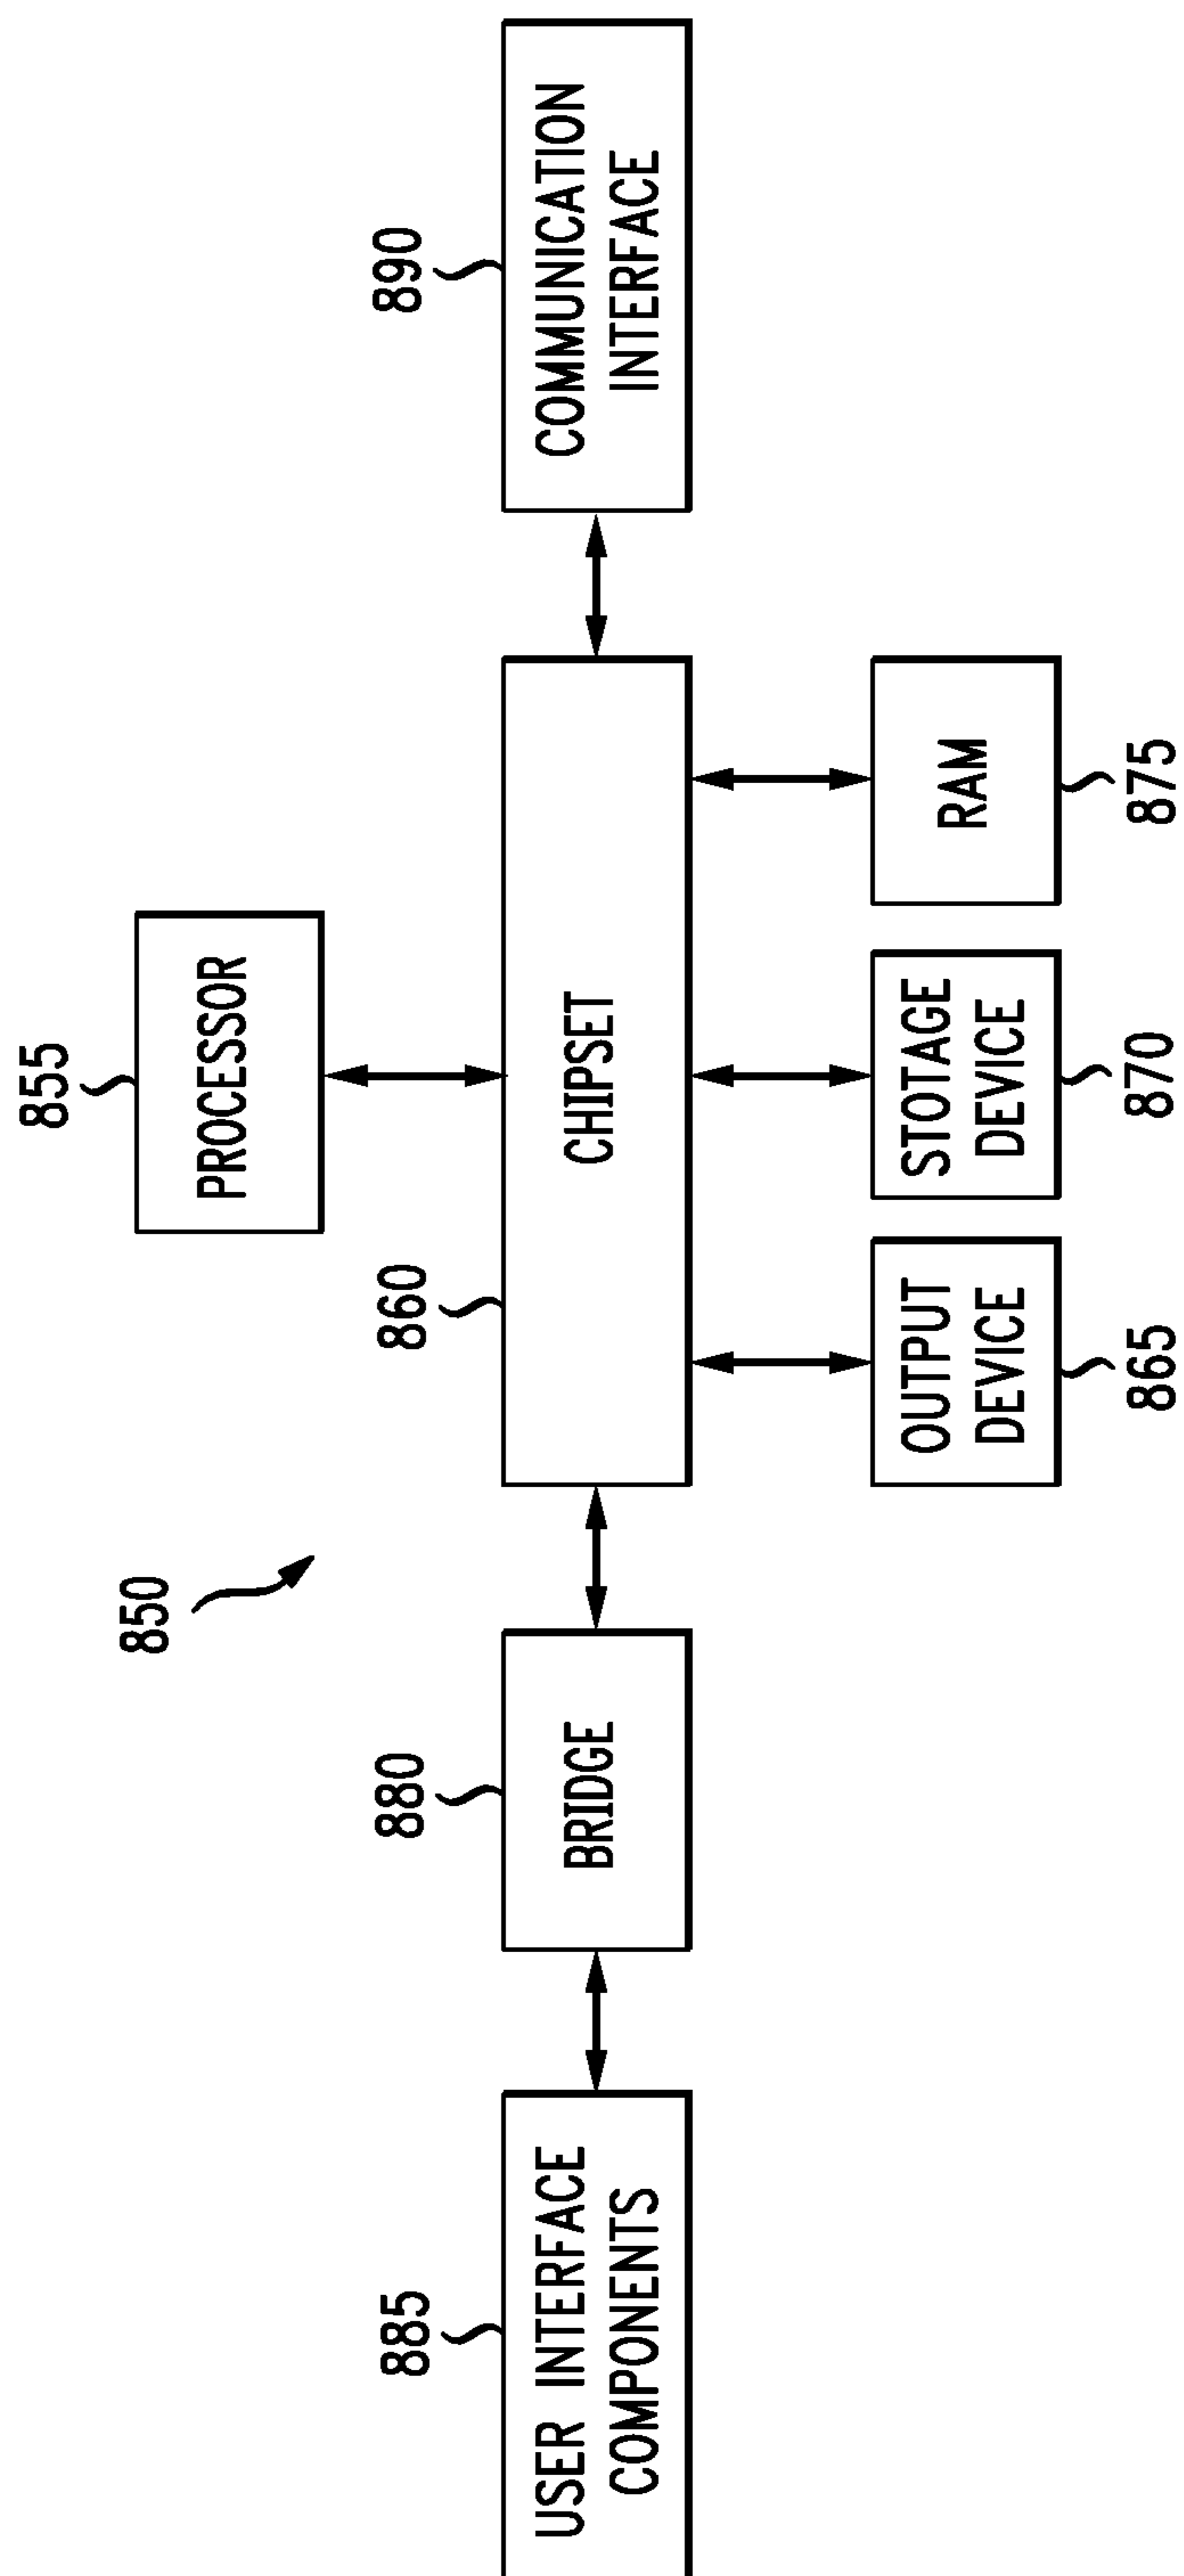 850
855
PROCESSOR
885
USER INTERFACE
COMPONENTS
880
BRIDGE
860
CHIPSET
890
COMMUNICATION
INTERFACE
OUTPUT
DEVICE
865
STOTAGE
DEVICE
870
RAM
875